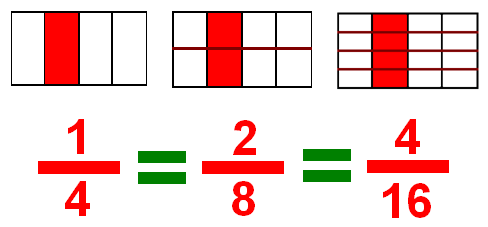 1/4 = 2/8 = 4/16